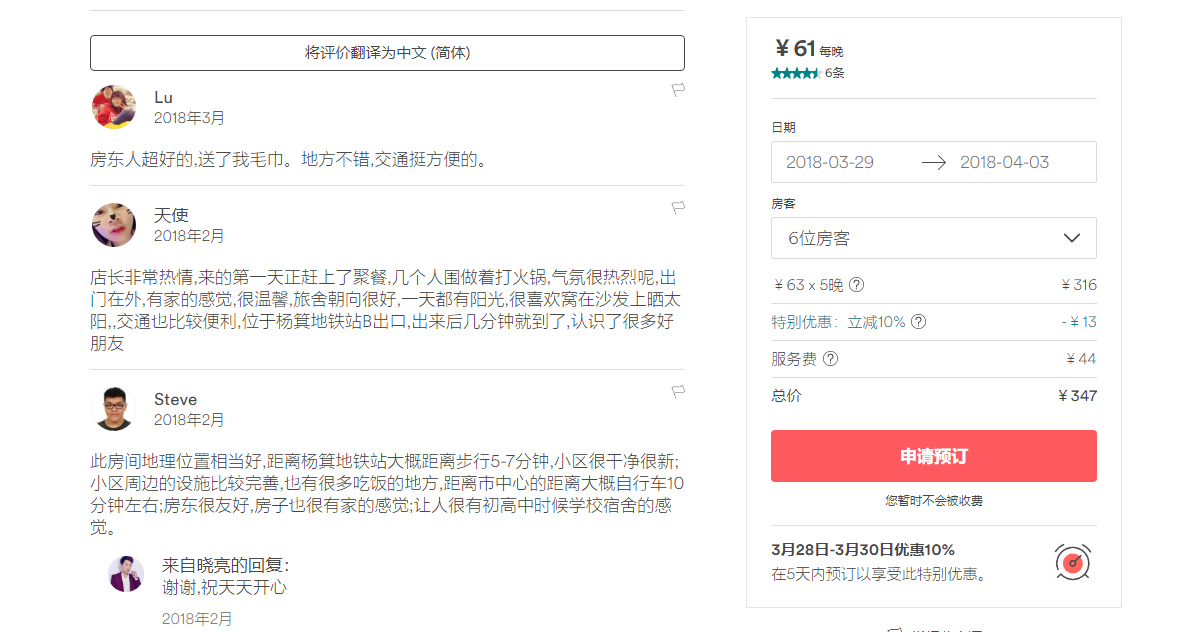 将评价翻译为中文 (简体)
Lu
2018年3月
房东人超好的,送了我毛巾。地方不错,交通挺方便的。
天使
2018年2月
店长非常热情,来的第一天正赶上了聚餐,几个人围做着打火锅,气氛很热烈呢,出
门在外,有家的感觉,很温馨,旅舍朝向很好,一天都有阳光,很喜欢窝在沙发上晒太
阳,,交通也比较便利,位于杨箕地铁站B出口,出来后几分钟就到了,认识了很多好
朋友
Steve
2018年2月
此房间地理位置相当好,距离杨箕地铁站大概距离步行5-7分钟,小区很干净很新;
小区周边的设施比较完善,也有很多吃饭的地方,距离市中心的距离大概自行车10
分钟左右;房东很友好,房子也很有家的感觉;让人很有初高中时候学校宿舍的感
觉。
来自晓亮的回复:
谢谢,祝天天开心
2018年2月
¥61 每晚
6条
日期
2018-03-29 2018-04-03
房客
6位房客
¥63 x 5晚 ? ¥316
特别优惠：立减10% ? -¥13
服务费 ? ¥44
总价 ¥347
申请预订
您暂时不会被收费
3月28日-3月30日优惠10%
在5天内预订以享受此特别优惠。